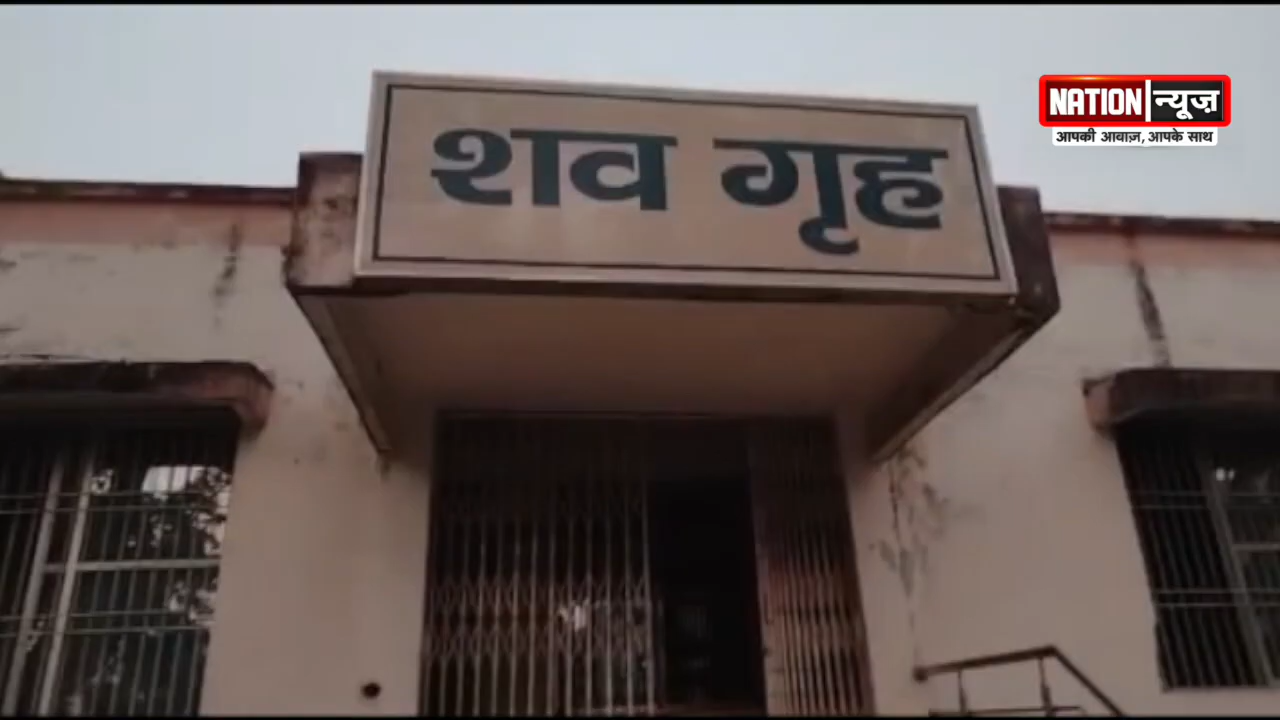 शव गृह
NATION न्यूज़
आपकी आवाज़, आपके साथ